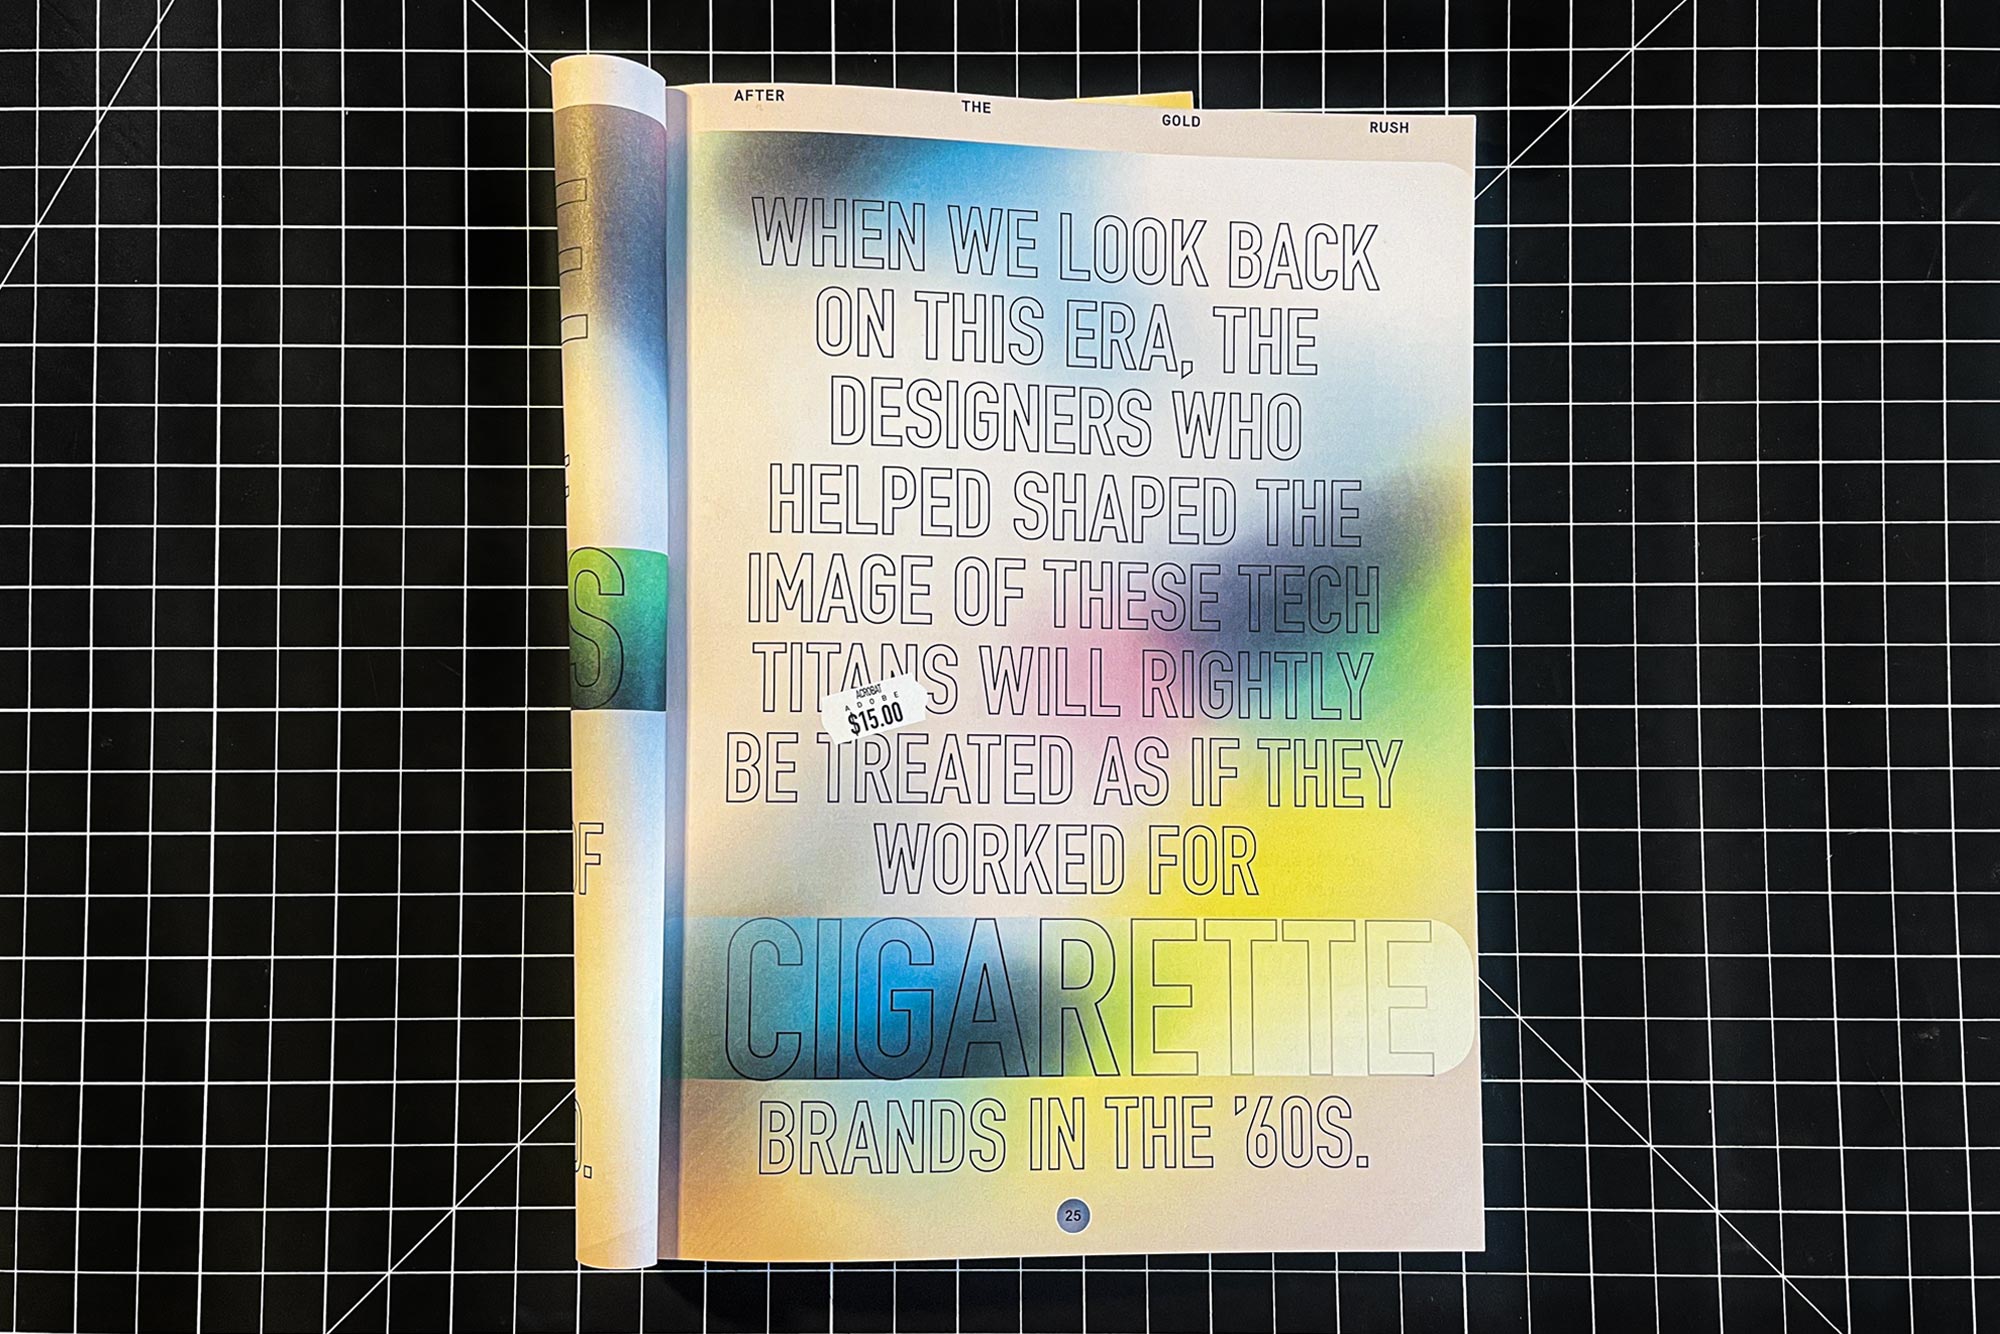 AFTER THE GOLD RUSH
WHEN WE LOOK BACK
ON THIS ERA, THE
DESIGNERS WHO
HELPED SHAPED THE
IMAGE OF THESE TECH
TITANS WILL RIGHTLY
ACROBAT
ADOBE
$15.00
BE TREATED AS IF THEY
WORKED FOR
CIGARETTE
BRANDS IN THE '60S.
25
S
OF